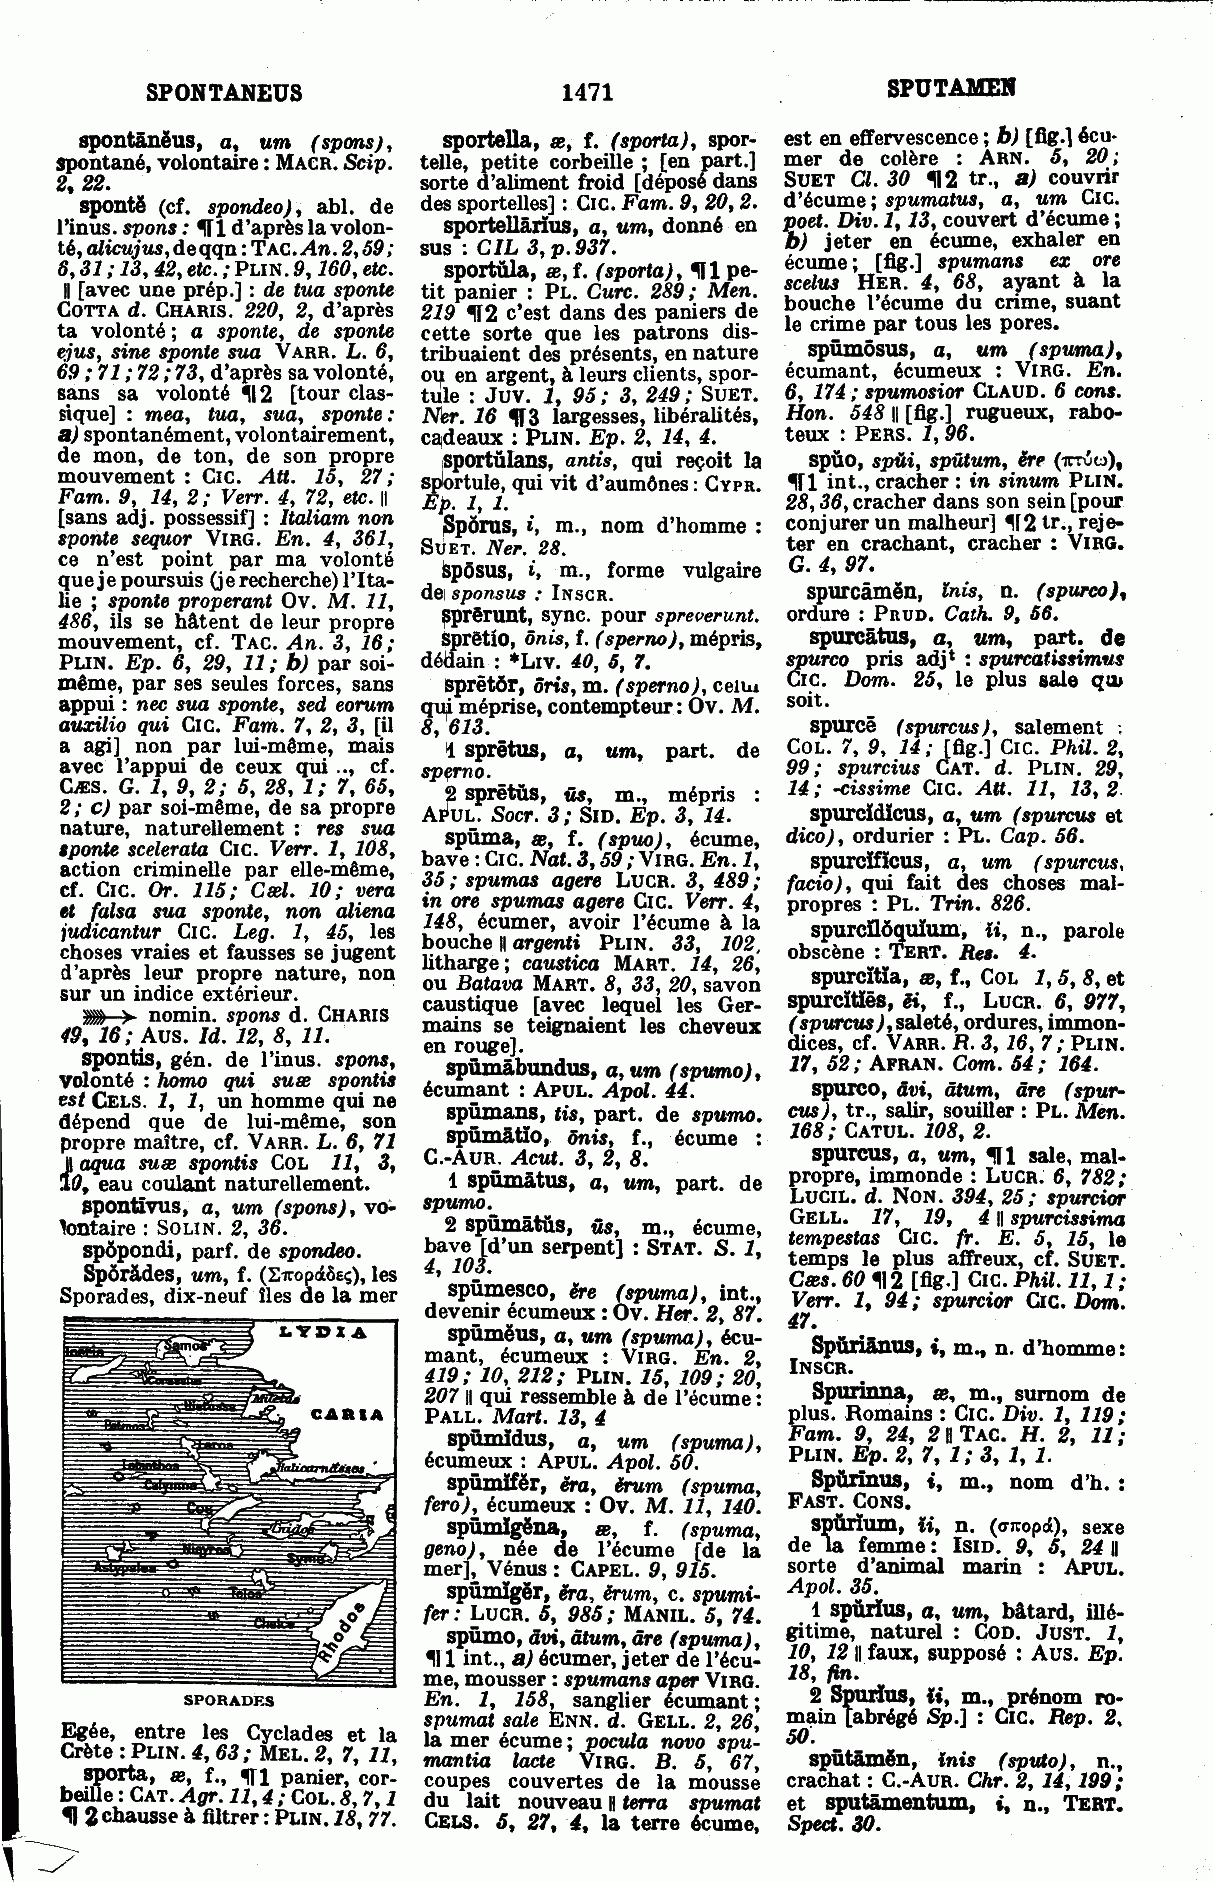 SPONTANEUS
1471
SPUTAMEN
spontānĕus, a, um (spons),
spontané, volontaire : MACR. Scip.
2, 22.
spontĕ (cf. spondeo), abl. de
l'inus. spons : ¶1 d'après la volon-
té, alicujus, de qqn : TAC. An. 2, 59 ;
6, 31 ; 13, 42, etc. ; PLIN. 9, 160, etc.
|| [avec une prép.] : de tua sponte
COTTA d. CHARIS. 220, 2, d'après
ta volonté ; a sponte, de sponte
ejus, sine sponte sua VARR. L. 6,
69 ; 71 ; 72 ; 73, d'après sa volonté,
sans sa volonté ¶2 [tour clas-
sique] : mea, tua, sua, sponte :
a) spontanément, volontairement,
de mon, de ton, de son propre
mouvement : CIC. Att. 15, 27 ;
Fam. 9, 14, 2 ; Verr. 4, 72, etc. ||
[sans adj. possessif] : Italiam non
sponte sequor VIRG. En. 4, 361,
ce n'est point par ma volonté
que je poursuis (je recherche) l'Ita-
lie ; sponte properant OV. M. 11,
486, ils se hâtent de leur propre
mouvement, cf. TAC. An. 3, 16 ;
PLIN. Ep. 6, 29, 11 ; b) par soi-
même, par ses seules forces, sans
appui : nec sua sponte, sed eorum
auxilio qui CIC. Fam. 7, 2, 3, [il
a agi] non par lui-même, mais
avec l'appui de ceux qui .., cf.
CÆS. G. 1, 9, 2 ; 5, 28, 1 ; 7, 65,
2 ; c) par soi-même, de sa propre
nature, naturellement : res sua
sponte scelerata CIC. Verr. 1, 108,
action criminelle par elle-même,
cf. CIC. Or. 115 ; Cæl. 10 ; vera
et falsa sua sponte, non aliena
judicantur CIC. Leg. 1, 45, les
choses vraies et fausses se jugent
d'après leur propre nature, non
sur un indice extérieur.
⟶ nomin. spons d. CHARIS
49, 16 ; AUS. Id. 12, 8, 11.
spontis, gén. de l'inus. spons,
volonté : homo qui suæ spontis
est CELS. 1, 1, un homme qui ne
dépend que de lui-même, son
propre maître, cf. VARR. L. 6, 71
|| aqua suæ spontis COL 11, 3,
10, eau coulant naturellement.
spontīvus, a, um (spons), vo-
lontaire : SOLIN. 2, 36.
spŏpondi, parf. de spondeo.
Spŏrădes, um, f. (Σποράδες), les
Sporades, dix-neuf îles de la mer
LYDIA
Icaria
Samos
Corassiæ
Miletos
CARIA
Patmos
Leros
Halicarnassos
Calymna
Cos
Cnidos
Nisyros
Syme
Astypalea
Telos
Chalce
Rhodos
SPORADES
Egée, entre les Cyclades et la
Crète : PLIN. 4, 63 ; MEL. 2, 7, 11,
sporta, æ, f., ¶1 panier, cor-
beille : CAT. Agr. 11, 4 ; COL. 8, 7, 1
¶ 2 chausse à filtrer : PLIN. 18, 77.
sportella, æ, f. (sporta), spor-
telle, petite corbeille ; [en part.]
sorte d'aliment froid [déposé dans
des sportelles] : CIC. Fam. 9, 20, 2.
sportellārĭus, a, um, donné en
sus : CIL 3, p. 937.
sportŭla, æ, f. (sporta), ¶1 pe-
tit panier : PL. Curc. 289 ; Men.
219 ¶2 c'est dans des paniers de
cette sorte que les patrons dis-
tribuaient des présents, en nature
ou en argent, à leurs clients, spor-
tule : JUV. 1, 95 ; 3, 249 ; SUET.
Ner. 16 ¶3 largesses, libéralités,
cadeaux : PLIN. Ep. 2, 14, 4.
sportŭlans, antis, qui reçoit la
sportule, qui vit d'aumônes : CYPR.
Ep. 1, 1.
Spŏrus, i, m., nom d'homme :
SUET. Ner. 28.
spōsus, i, m., forme vulgaire
de sponsus : INSCR.
sprērunt, sync. pour spreverunt.
sprētĭo, ōnis, f. (sperno), mépris,
dédain : *LIV. 40, 5, 7.
sprētŏr, ōris, m. (sperno), celui
qui méprise, contempteur : OV. M.
8, 613.
1 sprētus, a, um, part. de
sperno.
2 sprētŭs, ūs, m., mépris :
APUL. Socr. 3 ; SID. Ep. 3, 14.
spūma, æ, f. (spuo), écume,
bave : CIC. Nat. 3, 59 ; VIRG. En. 1,
35 ; spumas agere LUCR. 3, 489 ;
in ore spumas agere CIC. Verr. 4,
148, écumer, avoir l'écume à la
bouche || argenti PLIN. 33, 102,
litharge ; caustica MART. 14, 26,
ou Batava MART. 8, 33, 20, savon
caustique [avec lequel les Ger-
mains se teignaient les cheveux
en rouge].
spūmābundus, a, um (spumo),
écumant : APUL. Apol. 44.
spūmans, tis, part. de spumo.
spūmātĭo, ōnis, f., écume :
C.-AUR. Acut. 3, 2, 8.
1 spūmātus, a, um, part. de
spumo.
2 spūmātŭs, ūs, m., écume,
bave [d'un serpent] : STAT. S. 1,
4, 103.
spūmesco, ĕre (spuma), int.,
devenir écumeux : OV. Her. 2, 87.
spūmĕus, a, um (spuma), écu-
mant, écumeux : VIRG. En. 2,
419 ; 10, 212 ; PLIN. 15, 109 ; 20,
207 || qui ressemble à de l'écume :
PALL. Mart. 13, 4
spūmĭdus, a, um (spuma),
écumeux : APUL. Apol. 50.
spūmĭfĕr, ĕra, ĕrum (spuma,
fero), écumeux : OV. M. 11, 140.
spūmĭgĕna, æ, f. (spuma,
geno), née de l'écume [de la
mer], Vénus : CAPEL. 9, 915.
spūmĭgĕr, ĕra, ĕrum, c. spumi-
fer : LUCR. 5, 985 ; MANIL. 5, 74.
spūmo, āvi, ātum, āre (spuma),
¶1 int., a) écumer, jeter de l'écu-
me, mousser : spumans aper VIRG.
En. 1, 158, sanglier écumant ;
spumat sale ENN. d. GELL. 2, 26,
la mer écume ; pocula novo spu-
mantia lacte VIRG. B. 5, 67,
coupes couvertes de la mousse
du lait nouveau || terra spumat
CELS. 5, 27, 4, la terre écume,
est en effervescence ; b) [fig.] écu-
mer de colère : ARN. 5, 20 ;
SUET Cl. 30 ¶2 tr., a) couvrir
d'écume ; spumatus, a, um CIC.
poet. Div. 1, 13, couvert d'écume ;
b) jeter en écume, exhaler en
écume ; [fig.] spumans ex ore
scelus HER. 4, 68, ayant à la
bouche l'écume du crime, suant
le crime par tous les pores.
spūmōsus, a, um (spuma),
écumant, écumeux : VIRG. En.
6, 174 ; spumosior CLAUD. 6 cons.
Hon. 548 || [fig.] rugueux, rabo-
teux : PERS. 1, 96.
spŭo, spŭi, spūtum, ĕre (πτύω),
¶1 int., cracher : in sinum PLIN.
28, 36, cracher dans son sein [pour
conjurer un malheur] ¶2 tr., reje-
ter en crachant, cracher : VIRG.
G. 4, 97.
spurcāmĕn, ĭnis, n. (spurco),
ordure : PRUD. Cath. 9, 56.
spurcātus, a, um, part. de
spurco pris adjt : spurcatissimus
CIC. Dom. 25, le plus sale qui
soit.
spurcē (spurcus), salement :
COL. 7, 9, 14 ; [fig.] CIC. Phil. 2,
99 ; spurcius CAT. d. PLIN. 29,
14 ; -cissime CIC. Att. 11, 13, 2.
spurcĭdĭcus, a, um (spurcus et
dico), ordurier : PL. Cap. 56.
spurcĭfĭcus, a, um (spurcus,
facio), qui fait des choses mal-
propres : PL. Trin. 826.
spurcĭlŏquĭum, ĭi, n., parole
obscène : TERT. Res. 4.
spurcĭtĭa, æ, f., COL 1, 5, 8, et
spurcĭtĭēs, ēi, f., LUCR. 6, 977,
(spurcus), saleté, ordures, immon-
dices, cf. VARR. R. 3, 16, 7 ; PLIN.
17, 52 ; AFRAN. Com. 54 ; 164.
spurco, āvi, ātum, āre (spur-
cus), tr., salir, souiller : PL. Men.
168 ; CATUL. 108, 2.
spurcus, a, um, ¶1 sale, mal-
propre, immonde : LUCR. 6, 782 ;
LUCIL. d. NON. 394, 25 ; spurcior
GELL. 17, 19, 4 || spurcissima
tempestas CIC. fr. E. 5, 15, le
temps le plus affreux, cf. SUET.
Cæs. 60 ¶2 [fig.] CIC. Phil. 11, 1 ;
Verr. 1, 94 ; spurcior CIC. Dom.
47.
Spŭriānus, i, m., n. d'homme :
INSCR.
Spurinna, æ, m., surnom de
plus. Romains : CIC. Div. 1, 119 ;
Fam. 9, 24, 2 || TAC. H. 2, 11 ;
PLIN. Ep. 2, 7, 1 ; 3, 1, 1.
Spŭrīnus, i, m., nom d'h. :
FAST. CONS.
spŭrĭum, ĭi, n. (σπορά), sexe
de la femme : ISID. 9, 5, 24 ||
sorte d'animal marin : APUL.
Apol. 35.
1 spŭrĭus, a, um, bâtard, illé-
gitime, naturel : COD. JUST. 1,
10, 12 || faux, supposé : AUS. Ep.
18, fin.
2 Spurĭus, ĭi, m., prénom ro-
main [abrégé Sp.] : CIC. Rep. 2,
50.
spūtāmĕn, ĭnis (sputo), n.,
crachat : C.-AUR. Chr. 2, 14, 199 ;
et sputāmentum, i, n., TERT.
Spect. 30.